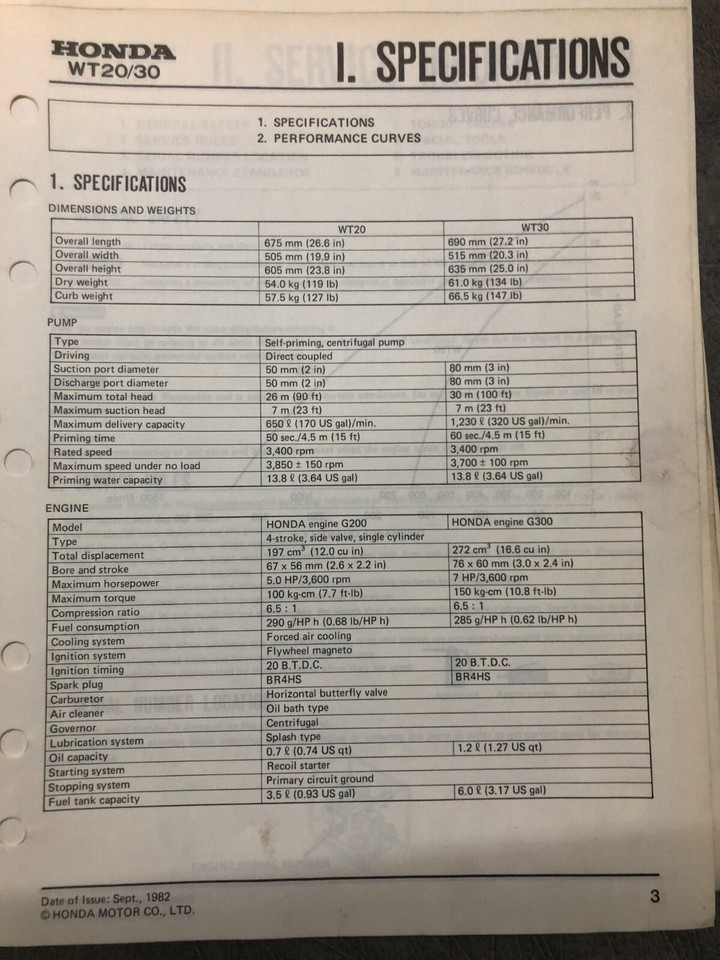 HONDA
WT20/30
I. SPECIFICATIONS
1. SPECIFICATIONS
2. PERFORMANCE CURVES
1. SPECIFICATIONS
DIMENSIONS AND WEIGHTS
WT20 WT30
Overall length 675 mm (26.6 in) 690 mm (27.2 in)
Overall width 505 mm (19.9 in) 515 mm (20.3 in)
Overall height 605 mm (23.8 in) 635 mm (25.0 in)
Dry weight 54.0 kg (119 lb) 61.0 kg (134 lb)
Curb weight 57.5 kg (127 lb) 66.5 kg (147 lb)
PUMP
Type Self-priming, centrifugal pump
Driving Direct coupled
Suction port diameter 50 mm (2 in) 80 mm (3 in)
Discharge port diameter 50 mm (2 in) 80 mm (3 in)
Maximum total head 26 m (90 ft) 30 m (100 ft)
Maximum suction head 7 m (23 ft) 7 m (23 ft)
Maximum delivery capacity 650 ℓ (170 US gal)/min. 1,230 ℓ (320 US gal)/min.
Priming time 50 sec./4.5 m (15 ft) 60 sec./4.5 m (15 ft)
Rated speed 3,400 rpm 3,400 rpm
Maximum speed under no load 3,850 ± 150 rpm 3,700 ± 100 rpm
Priming water capacity 13.8 ℓ (3.64 US gal) 13.8 ℓ (3.64 US gal)
ENGINE
Model HONDA engine G200 HONDA engine G300
Type 4-stroke, side valve, single cylinder
Total displacement 197 cm³ (12.0 cu in) 272 cm³ (16.6 cu in)
Bore and stroke 67 x 56 mm (2.6 x 2.2 in) 76 x 60 mm (3.0 x 2.4 in)
Maximum horsepower 5.0 HP/3,600 rpm 7 HP/3,600 rpm
Maximum torque 100 kg-cm (7.7 ft-lb) 150 kg-cm (10.8 ft-lb)
Compression ratio 6.5 : 1 6.5 : 1
Fuel consumption 290 g/HP h (0.68 lb/HP h) 285 g/HP h (0.62 lb/HP h)
Cooling system Forced air cooling
Ignition system Flywheel magneto
Ignition timing 20 B.T.D.C. 20 B.T.D.C.
Spark plug BR4HS BR4HS
Carburetor Horizontal butterfly valve
Air cleaner Oil bath type
Governor Centrifugal
Lubrication system Splash type
Oil capacity 0.7 ℓ (0.74 US qt) 1.2 ℓ (1.27 US qt)
Starting system Recoil starter
Stopping system Primary circuit ground
Fuel tank capacity 3.5 ℓ (0.93 US gal) 6.0 ℓ (3.17 US gal)
Date of Issue: Sept., 1982
© HONDA MOTOR CO., LTD.
3